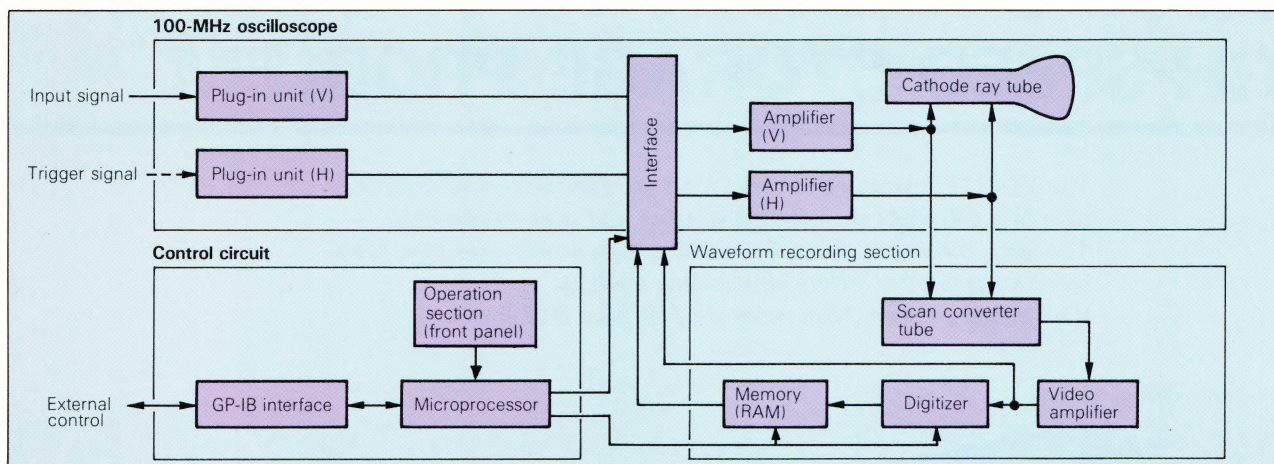 100-MHz oscilloscope
Input signal
Plug-in unit (V)
Trigger signal
Plug-in unit (H)
Interface
Amplifier
(V)
Amplifier
(H)
Cathode ray tube
Control circuit
Operation
section
(front panel)
External
control
GP-IB interface
Microprocessor
Waveform recording section
Scan converter
tube
Memory
(RAM)
Digitizer
Video
amplifier